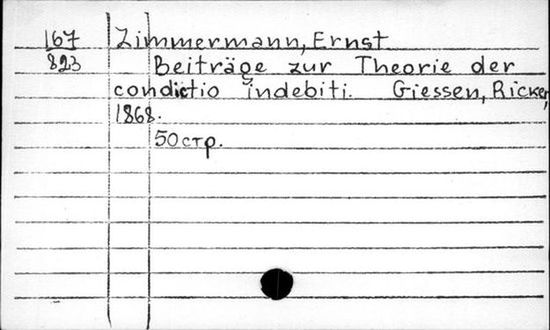 167 Zimmermann, Ernst
823 Beiträge zur Theorie der
condictio indebiti. Giessen, Ricker,
1868.
50 стр.